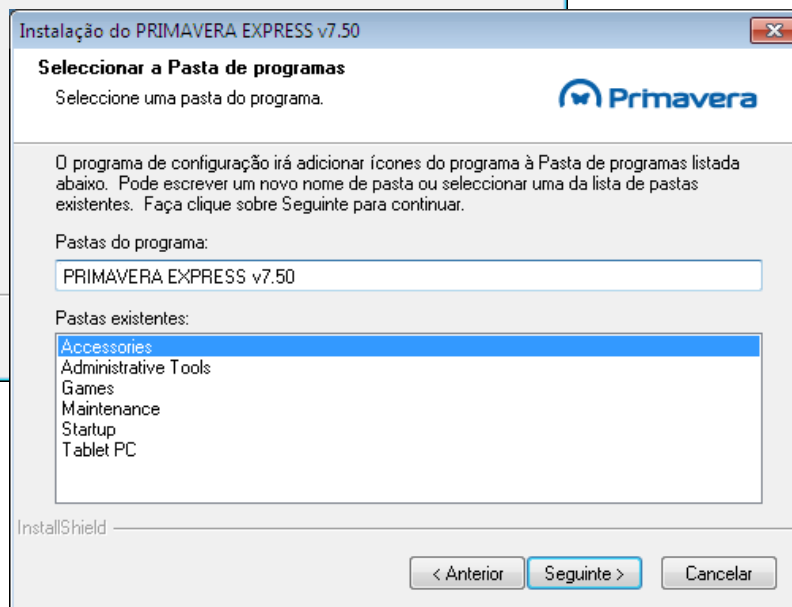 Instalação do PRIMAVERA EXPRESS v7.50
Seleccionar a Pasta de programas
Seleccione uma pasta do programa.
Primavera
O programa de configuração irá adicionar ícones do programa à Pasta de programas listada
abaixo.  Pode escrever um novo nome de pasta ou seleccionar uma da lista de pastas
existentes.  Faça clique sobre Seguinte para continuar.
Pastas do programa:
PRIMAVERA EXPRESS v7.50
Pastas existentes:
Accessories
Administrative Tools
Games
Maintenance
Startup
Tablet PC
InstallShield
< Anterior
Seguinte >
Cancelar